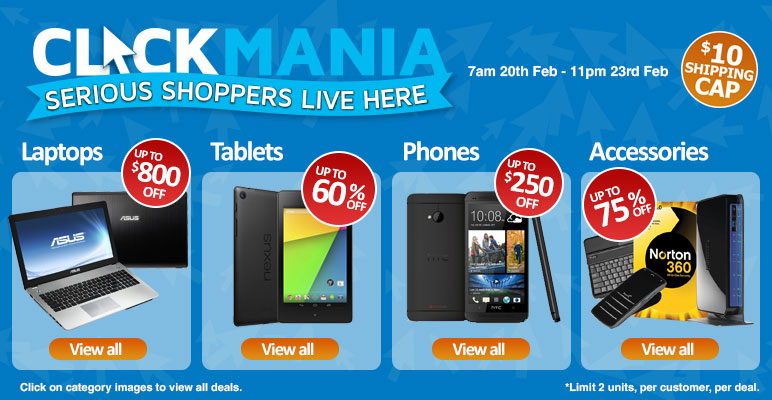 CLICKMANIA
SERIOUS SHOPPERS LIVE HERE
7am 20th Feb - 11pm 23rd Feb
$10
SHIPPING
CAP
Laptops
UP TO
$800
OFF
ASUS
ASUS
View all
Tablets
UP TO
60%
OFF
nexus
View all
Phones
UP TO
$250
OFF
hTC
10:08
hTC
View all
Accessories
UP TO
75%
OFF
Norton
360
View all
Click on category images to view all deals.
*Limit 2 units, per customer, per deal.